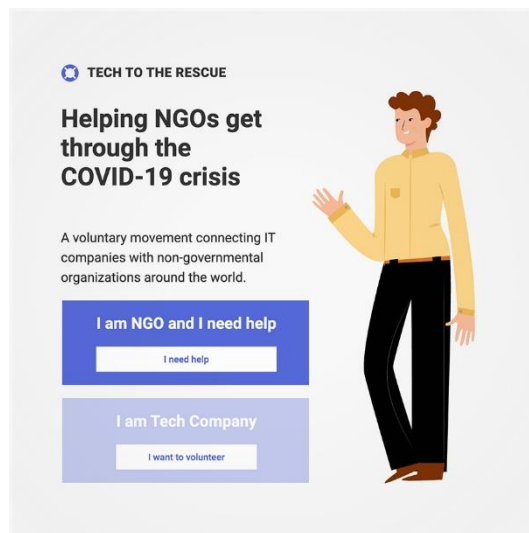 TECH TO THE RESCUE
Helping NGOs get
through the
COVID-19 crisis
A voluntary movement connecting IT
companies with non-governmental
organizations around the world.
I am NGO and I need help
I need help
I am Tech Company
I want to volunteer